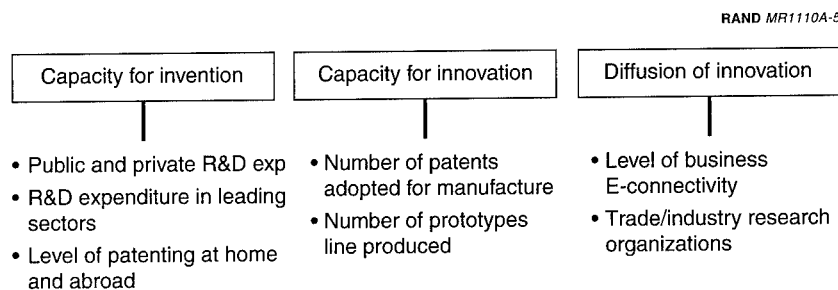 RAND MR1110A-5
Capacity for invention
• Public and private R&D exp
• R&D expenditure in leading
sectors
• Level of patenting at home
and abroad
Capacity for innovation
• Number of patents
adopted for manufacture
• Number of prototypes
line produced
Diffusion of innovation
• Level of business
E-connectivity
• Trade/industry research
organizations